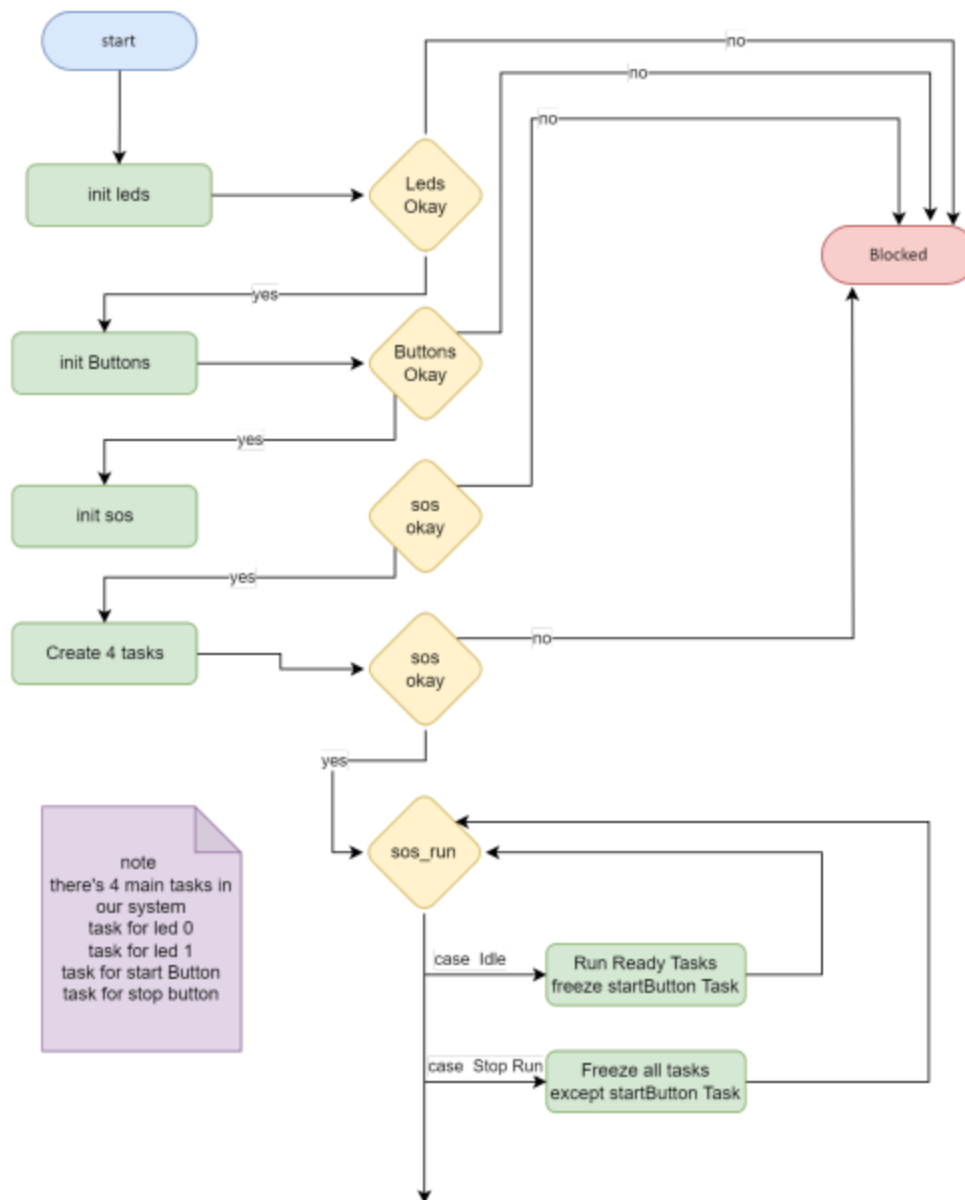 start
no
no
no
init leds
Leds
Okay
Blocked
yes
init Buttons
Buttons
Okay
yes
init sos
sos
okay
yes
Create 4 tasks
sos
okay
no
yes
sos_run
note
there's 4 main tasks in
our system
task for led 0
task for led 1
task for start Button
task for stop button
case Idle
Run Ready Tasks
freeze startButton Task
case Stop Run
Freeze all tasks
except startButton Task